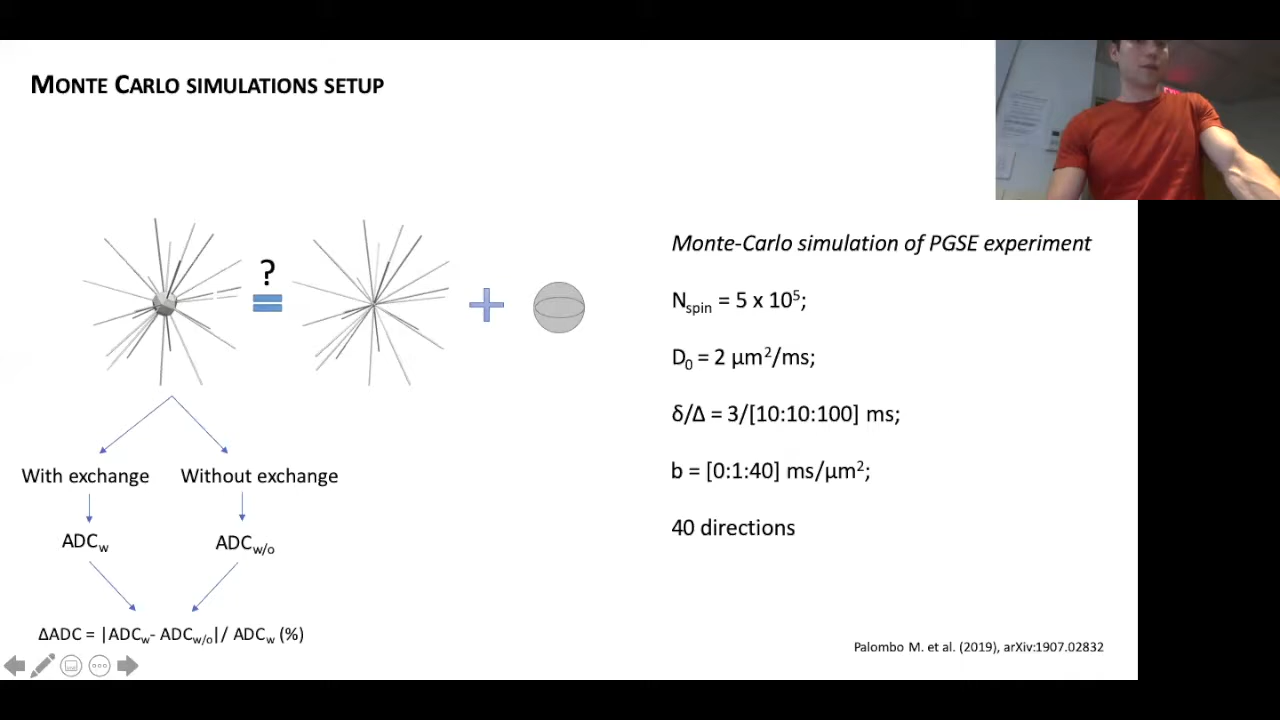 MONTE CARLO SIMULATIONS SETUP
?
With exchange
Without exchange
ADCw
ADCw/o
ΔADC = |ADCw- ADCw/o|/ ADCw (%)
Monte-Carlo simulation of PGSE experiment
Nspin = 5 x 10⁵;
D₀ = 2 µm²/ms;
δ/Δ = 3/[10:10:100] ms;
b = [0:1:40] ms/µm²;
40 directions
Palombo M. et al. (2019), arXiv:1907.02832